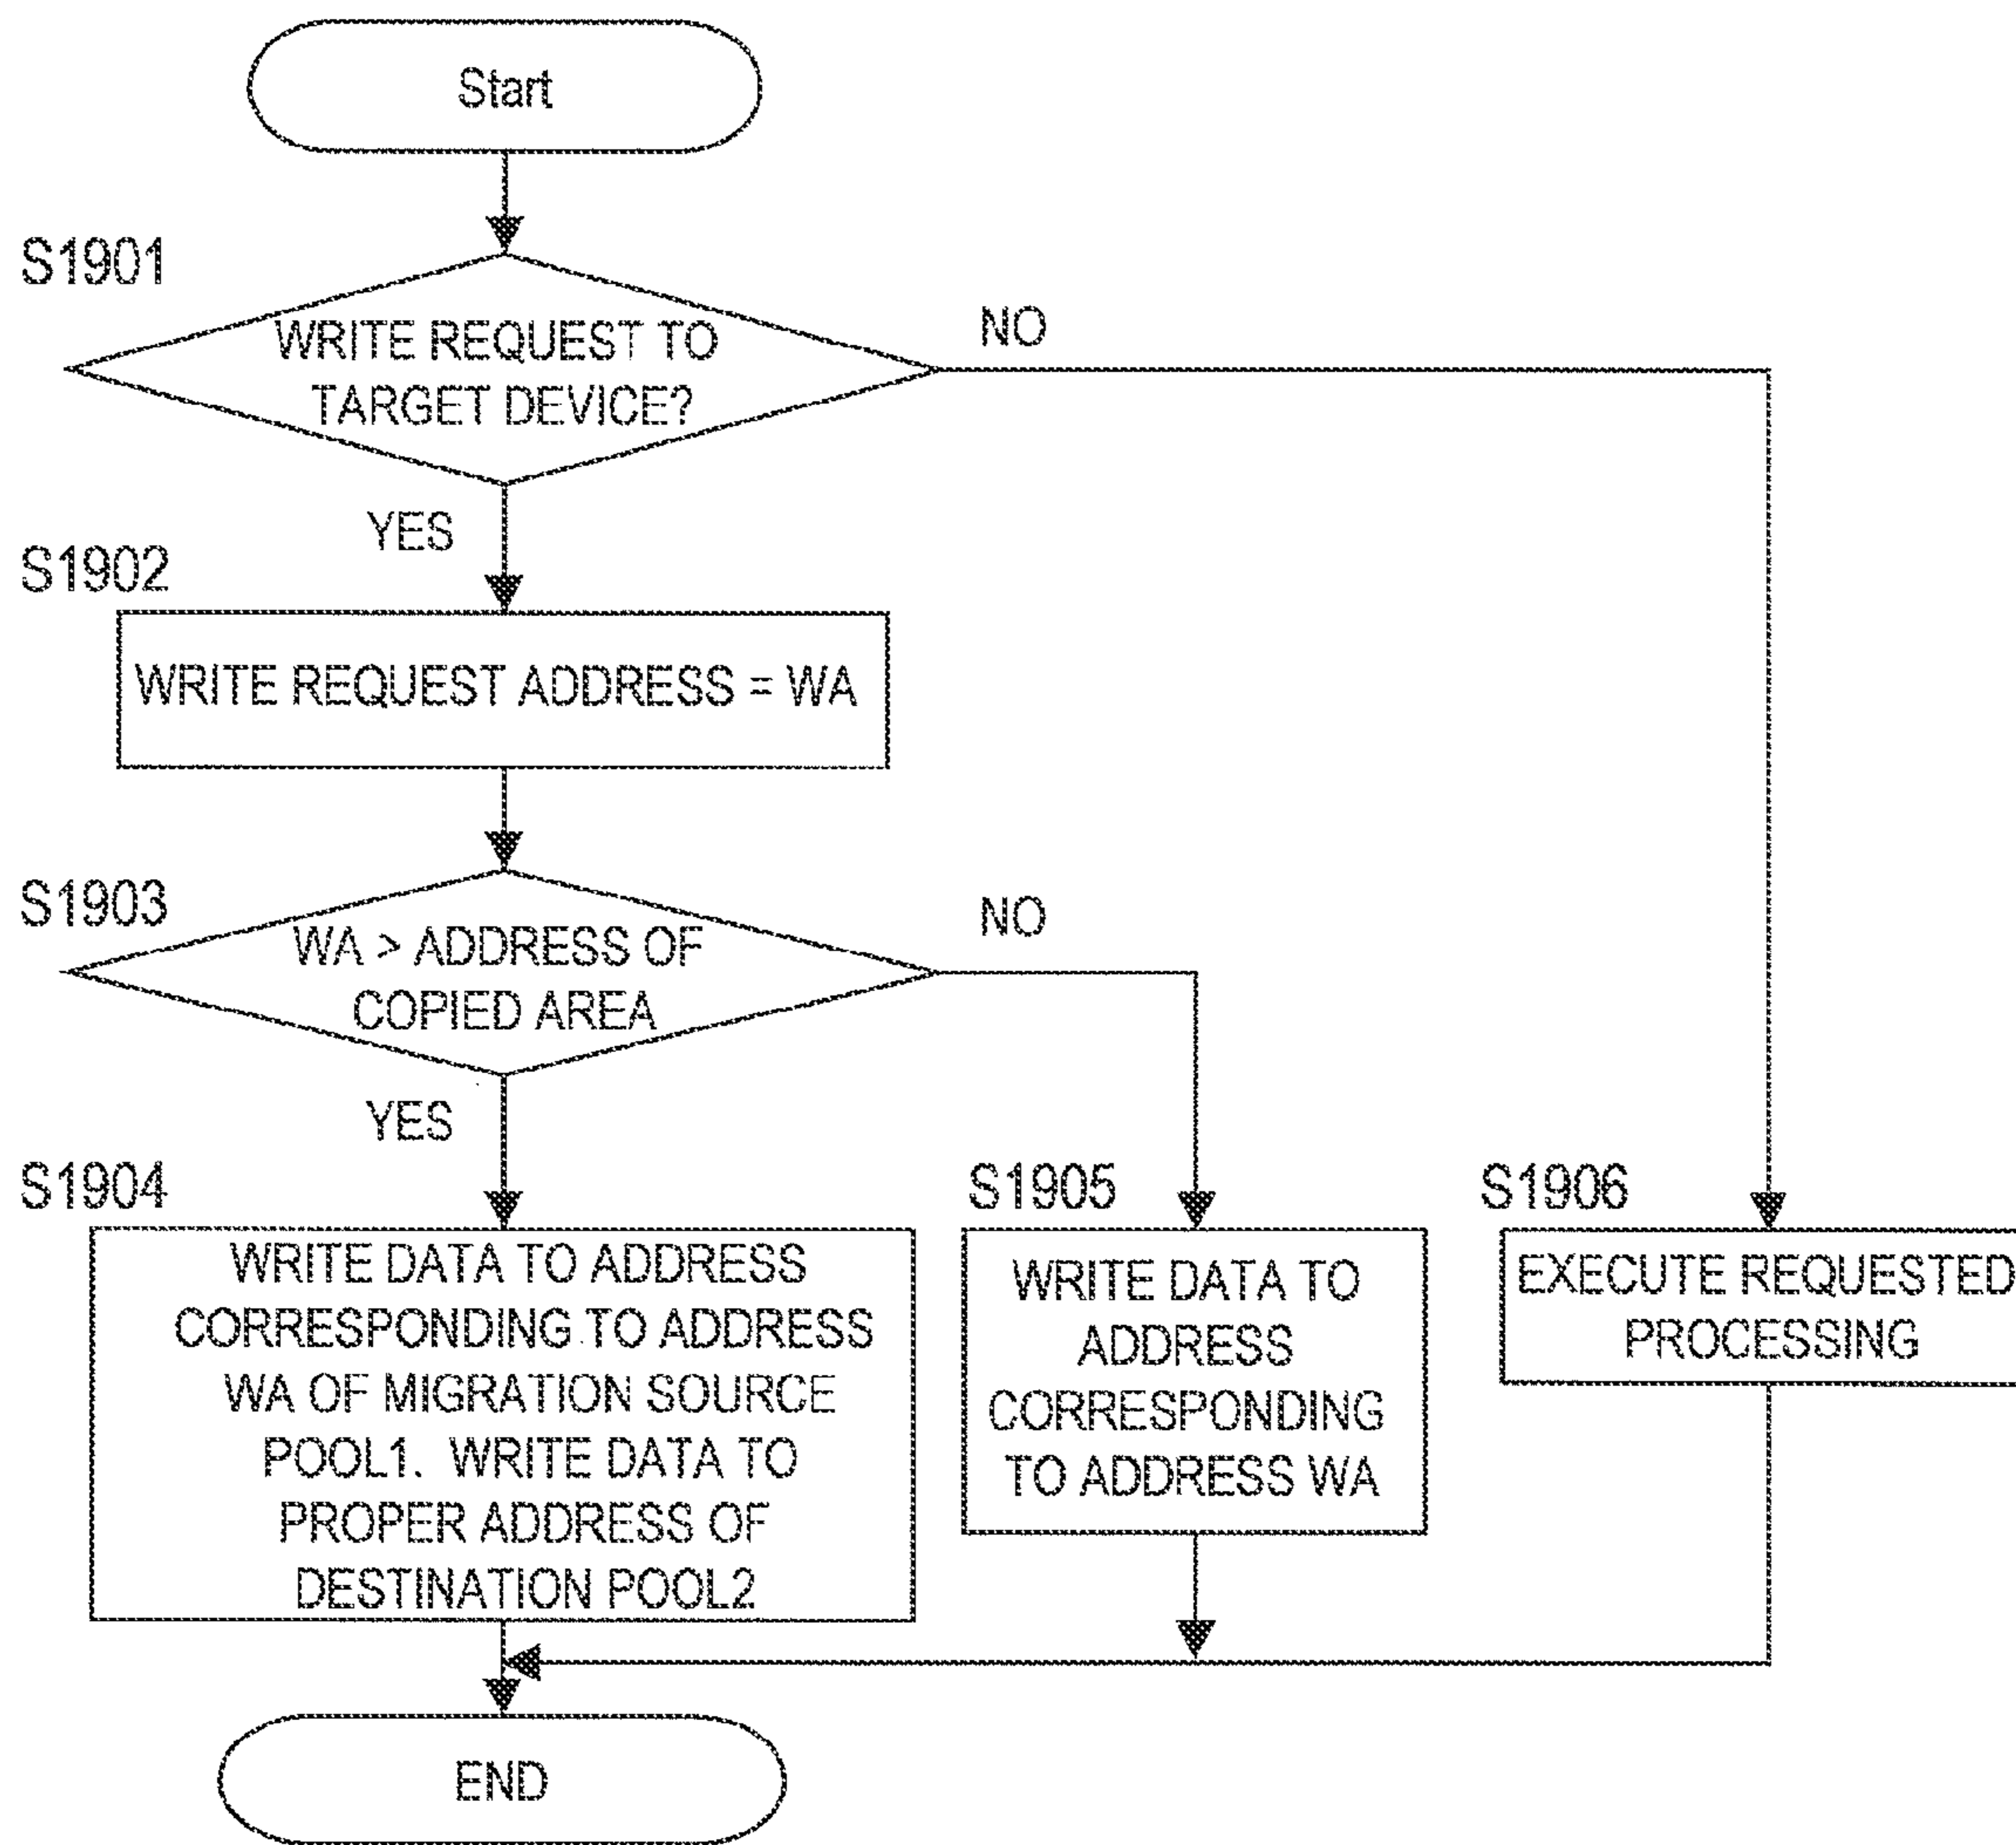 Start
S1901
WRITE REQUEST TO
TARGET DEVICE?
NO
YES
S1902
WRITE REQUEST ADDRESS = WA
S1903
WA > ADDRESS OF
COPIED AREA
NO
YES
S1904
WRITE DATA TO ADDRESS
CORRESPONDING TO ADDRESS
WA OF MIGRATION SOURCE
POOL1. WRITE DATA TO
PROPER ADDRESS OF
DESTINATION POOL2
S1905
WRITE DATA TO
ADDRESS
CORRESPONDING
TO ADDRESS WA
S1906
EXECUTE REQUESTED
PROCESSING
END